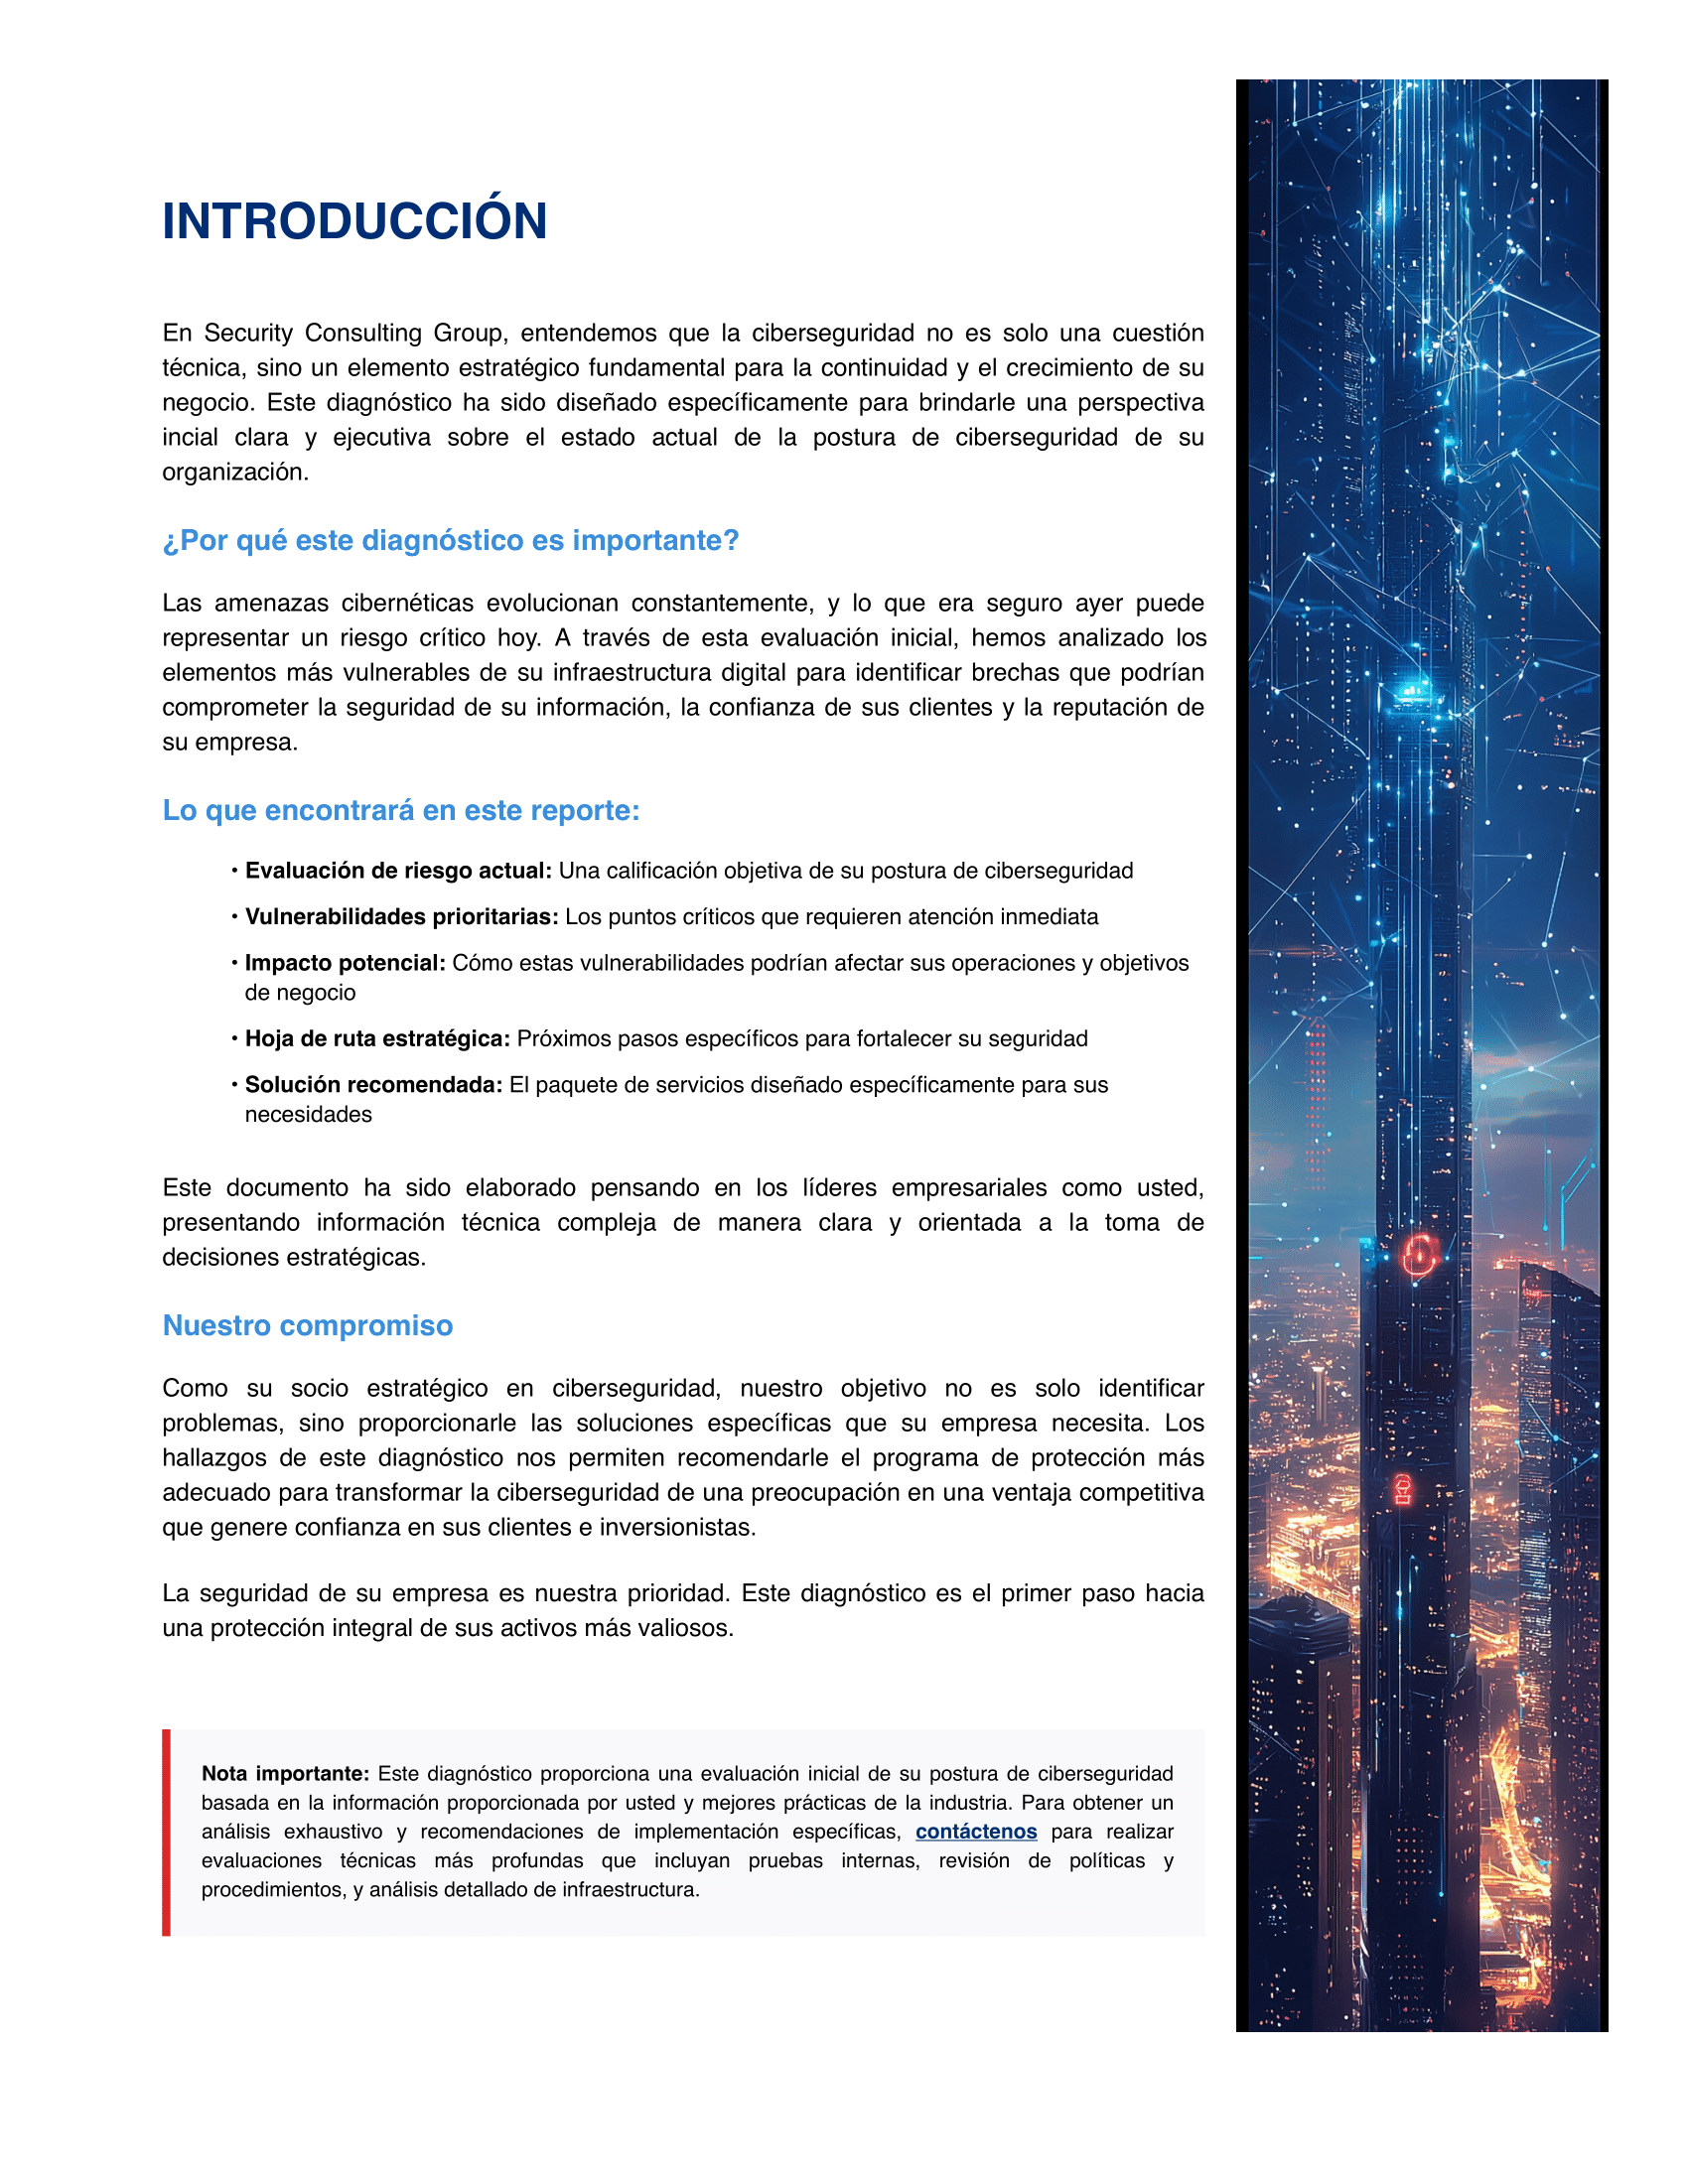 INTRODUCCIÓN
En Security Consulting Group, entendemos que la ciberseguridad no es solo una cuestión
técnica, sino un elemento estratégico fundamental para la continuidad y el crecimiento de su
negocio. Este diagnóstico ha sido diseñado específicamente para brindarle una perspectiva
incial clara y ejecutiva sobre el estado actual de la postura de ciberseguridad de su
organización.
¿Por qué este diagnóstico es importante?
Las amenazas cibernéticas evolucionan constantemente, y lo que era seguro ayer puede
representar un riesgo crítico hoy. A través de esta evaluación inicial, hemos analizado los
elementos más vulnerables de su infraestructura digital para identificar brechas que podrían
comprometer la seguridad de su información, la confianza de sus clientes y la reputación de
su empresa.
Lo que encontrará en este reporte:
• Evaluación de riesgo actual: Una calificación objetiva de su postura de ciberseguridad
• Vulnerabilidades prioritarias: Los puntos críticos que requieren atención inmediata
• Impacto potencial: Cómo estas vulnerabilidades podrían afectar sus operaciones y objetivos
de negocio
• Hoja de ruta estratégica: Próximos pasos específicos para fortalecer su seguridad
• Solución recomendada: El paquete de servicios diseñado específicamente para sus
necesidades
Este documento ha sido elaborado pensando en los líderes empresariales como usted,
presentando información técnica compleja de manera clara y orientada a la toma de
decisiones estratégicas.
Nuestro compromiso
Como su socio estratégico en ciberseguridad, nuestro objetivo no es solo identificar
problemas, sino proporcionarle las soluciones específicas que su empresa necesita. Los
hallazgos de este diagnóstico nos permiten recomendarle el programa de protección más
adecuado para transformar la ciberseguridad de una preocupación en una ventaja competitiva
que genere confianza en sus clientes e inversionistas.
La seguridad de su empresa es nuestra prioridad. Este diagnóstico es el primer paso hacia
una protección integral de sus activos más valiosos.
Nota importante: Este diagnóstico proporciona una evaluación inicial de su postura de ciberseguridad
basada en la información proporcionada por usted y mejores prácticas de la industria. Para obtener un
análisis exhaustivo y recomendaciones de implementación específicas, contáctenos para realizar
evaluaciones técnicas más profundas que incluyan pruebas internas, revisión de políticas y
procedimientos, y análisis detallado de infraestructura.